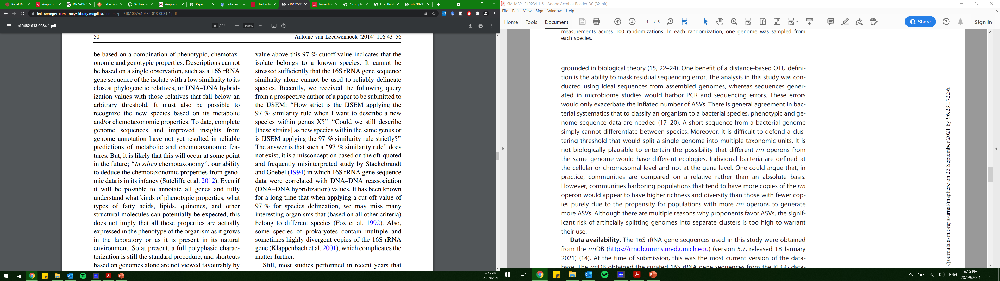 Panel Disc
Amplicon
DNA–DNA
pat schlos
SchlossLa
Amplicon
Papers
callahan p
The bacte
s10482-01
Towards a
A complet
Uncultivat
nbt.3893.p
link-springer-com.proxy3.library.mcgill.ca/content/pdf/10.1007/s10482-013-0084-1.pdf
s10482-013-0084-1.pdf
8 / 14
195%
50 Antonie van Leeuwenhoek (2014) 106:43–56
be based on a combination of phenotypic, chemotax-
onomic and genotypic properties. Descriptions cannot
be based on a single observation, such as a 16S rRNA
gene sequence of the isolate with a low similarity to its
closest phylogenetic relatives, or DNA–DNA hybrid-
ization values with those relatives that fall below an
arbitrary threshold. It must also be possible to
recognize the new species based on its metabolic
and/or chemotaxonomic properties. To date, complete
genome sequences and improved insights from
genome annotation have not yet resulted in reliable
predictions of metabolic and chemotaxonomic fea-
tures. But, it is likely that this will occur at some point
in the future; “In silico chemotaxonomy”, our ability
to deduce the chemotaxonomic properties from geno-
mic data is in its infancy (Sutcliffe et al. 2012). Even if
it will be possible to annotate all genes and fully
understand what kinds of phenotypic properties, what
types of fatty acids, lipids, quinones, and other
structural molecules can potentially be expected, this
does not imply that all these properties are actually
expressed in the phenotype of the organism as it grows
in the laboratory or as it is present in its natural
environment. So at present, a full polyphasic charac-
terization is still the standard procedure, and shortcuts
based on genomes alone are not viewed favourably by
value above this 97 % cutoff value indicates that the
isolate belongs to a known species. It cannot be
stressed sufficiently that the 16S rRNA gene sequence
similarity alone cannot be used to reliably delineate
species. Recently, we received the following query
from a prospective author of a paper to be submitted to
the IJSEM: “How strict is the IJSEM applying the
97 % similarity rule when I want to describe a new
species within genus X?” “Could we still describe
[these strains] as new species within the same genus or
is IJSEM applying the 97 % similarity rule strictly?”
The answer is that such a “97 % similarity rule” does
not exist; it is a misconception based on the oft-quoted
and frequently misinterpreted study by Stackebrandt
and Goebel (1994) in which 16S rRNA gene sequence
data were correlated with DNA–DNA reassociation
(DNA–DNA hybridization) values. It has been known
for a long time that when applying a cut-off value of
97 % for species delineation, we may miss many
interesting organisms that (based on all other criteria)
belong to different species (Fox et al. 1992). Also,
some species of prokaryotes contain multiple and
sometimes highly divergent copies of the 16S rRNA
gene (Klappenbach et al. 2001), which complicates the
matter further.
Still, most studies performed in recent years that
6:15 PM
23/09/2021
SM-MSPH210234 1..6 - Adobe Acrobat Reader DC (32-bit)
File Edit View Sign Window Help
Home Tools Document
4 / 6
Share
Sign In
measurements across 100 randomizations. In each randomization, one genome was sampled from
each species.
grounded in biological theory (15, 22–24). One benefit of a distance-based OTU defini-
tion is the ability to mask residual sequencing error. The analysis in this study was con-
ducted using ideal sequences from assembled genomes, whereas sequences gener-
ated in microbiome studies would harbor PCR and sequencing errors. These errors
would only exacerbate the inflated number of ASVs. There is general agreement in bac-
terial systematics that to classify an organism to a bacterial species, phenotypic and ge-
nome sequence data are needed (17–20). A short sequence from a bacterial genome
simply cannot differentiate between species. Moreover, it is difficult to defend a clus-
tering threshold that would split a single genome into multiple taxonomic units. It is
not biologically plausible to entertain the possibility that different rrn operons from
the same genome would have different ecologies. Individual bacteria are defined at
the cellular or chromosomal level and not at the gene level. One could argue that, in
practice, communities are compared on a relative rather than an absolute basis.
However, communities harboring populations that tend to have more copies of the rrn
operon would appear to have higher richness and diversity than those with fewer cop-
ies purely due to the propensity for populations with more rrn operons to generate
more ASVs. Although there are multiple reasons why proponents favor ASVs, the signif-
icant risk of artificially splitting genomes into separate clusters is too high to warrant
their use.
Data availability. The 16S rRNA gene sequences used in this study were obtained
from the rrnDB (https://rrndb.umms.med.umich.edu) (version 5.7, released 18 January
2021) (14). At the time of submission, this was the most current version of the data-
base. The rrnDB obtained the curated 16S rRNA gene sequences from the KEGG data-
://journals.asm.org/journal/msphere on 23 September 2021 by 96.23.172.36.
ENG
6:15 PM
23/09/2021